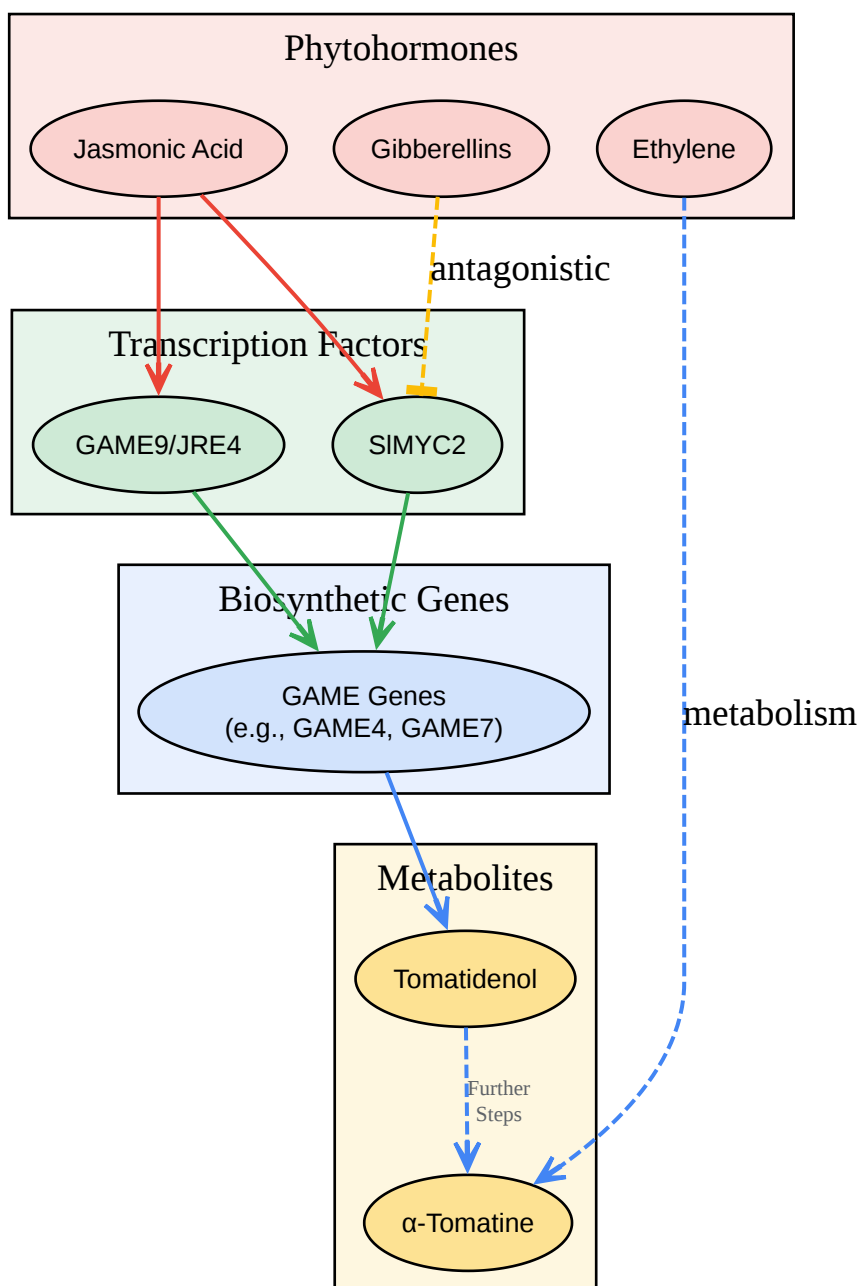 Phytohormones
Jasmonic Acid
Gibberellins
Ethylene
antagonistic
Transcription Factors
GAME9/JRE4
SlMYC2
Biosynthetic Genes
GAME Genes
(e.g., GAME4, GAME7)
metabolism
Metabolites
Tomatidenol
Further
Steps
α-Tomatine